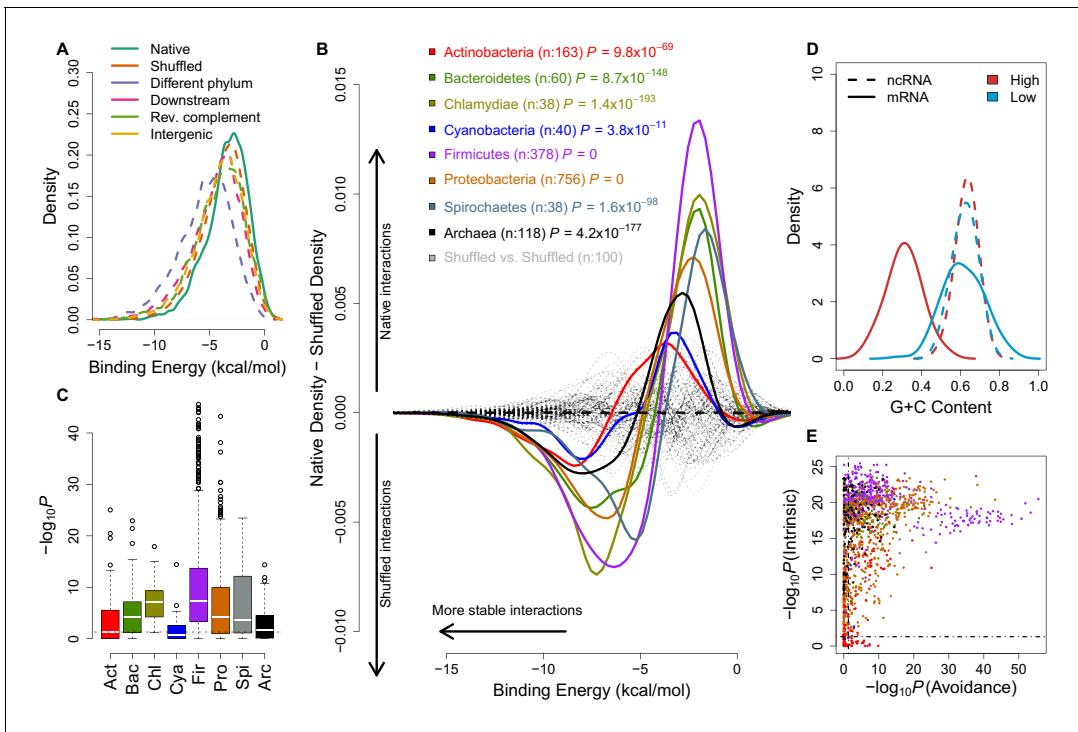 A
Native
Shuffled
Different phylum
Downstream
Rev. complement
Intergenic
0.30
0.25
0.20
0.15
0.10
0.05
0.00
Density
−15 −10 −5 0
Binding Energy (kcal/mol)
B
Actinobacteria (n:163) P = 9.8x10−69
Bacteroidetes (n:60) P = 8.7x10−148
Chlamydiae (n:38) P = 1.4x10−193
Cyanobacteria (n:40) P = 3.8x10−11
Firmicutes (n:378) P = 0
Proteobacteria (n:756) P = 0
Spirochaetes (n:38) P = 1.6x10−98
Archaea (n:118) P = 4.2x10−177
Shuffled vs. Shuffled (n:100)
0.015
0.010
0.005
0.000
−0.005
−0.010
Native Density − Shuffled Density
Native interactions
Shuffled interactions
More stable interactions
−15 −10 −5 0
Binding Energy (kcal/mol)
C
40
30
20
10
0
−log10P
Act Bac Chl Cya Fir Pro Spi Arc
D
ncRNA
mRNA
High
Low
10
8
6
4
2
0
Density
0.0 0.2 0.4 0.6 0.8 1.0
G+C Content
E
25
20
15
10
5
0
−log10P(Intrinsic)
0 10 20 30 40 50
−log10P(Avoidance)